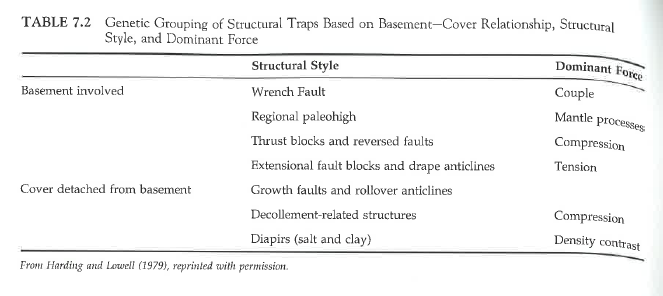 TABLE 7.2 Genetic Grouping of Structural Traps Based on Basement—Cover Relationship, Structural
Style, and Dominant Force
Structural Style Dominant Force
Basement involved Wrench Fault Couple
Regional paleohigh Mantle processes
Thrust blocks and reversed faults Compression
Extensional fault blocks and drape anticlines Tension
Cover detached from basement Growth faults and rollover anticlines
Decollement-related structures Compression
Diapirs (salt and clay) Density contrast
From Harding and Lowell (1979), reprinted with permission.